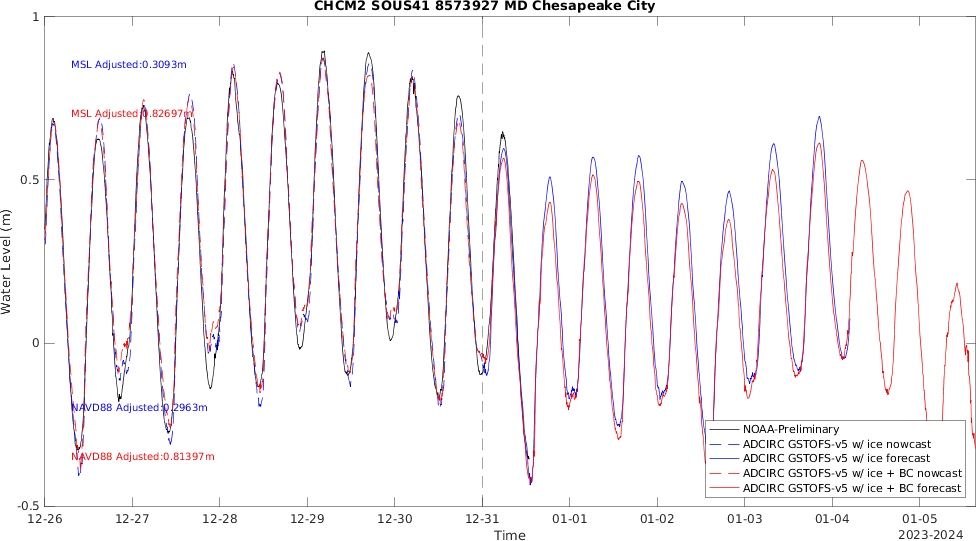 CHCM2 SOUS41 8573927 MD Chesapeake City
1
0.5
0
-0.5
Water Level (m)
MSL Adjusted:0.3093m
MSL Adjusted:0.82697m
NAVD88 Adjusted:0.2963m
NAVD88 Adjusted:0.81397m
NOAA-Preliminary
ADCIRC GSTOFS-v5 w/ ice nowcast
ADCIRC GSTOFS-v5 w/ ice forecast
ADCIRC GSTOFS-v5 w/ ice + BC nowcast
ADCIRC GSTOFS-v5 w/ ice + BC forecast
12-26 12-27 12-28 12-29 12-30 12-31 01-01 01-02 01-03 01-04 01-05
Time
2023-2024